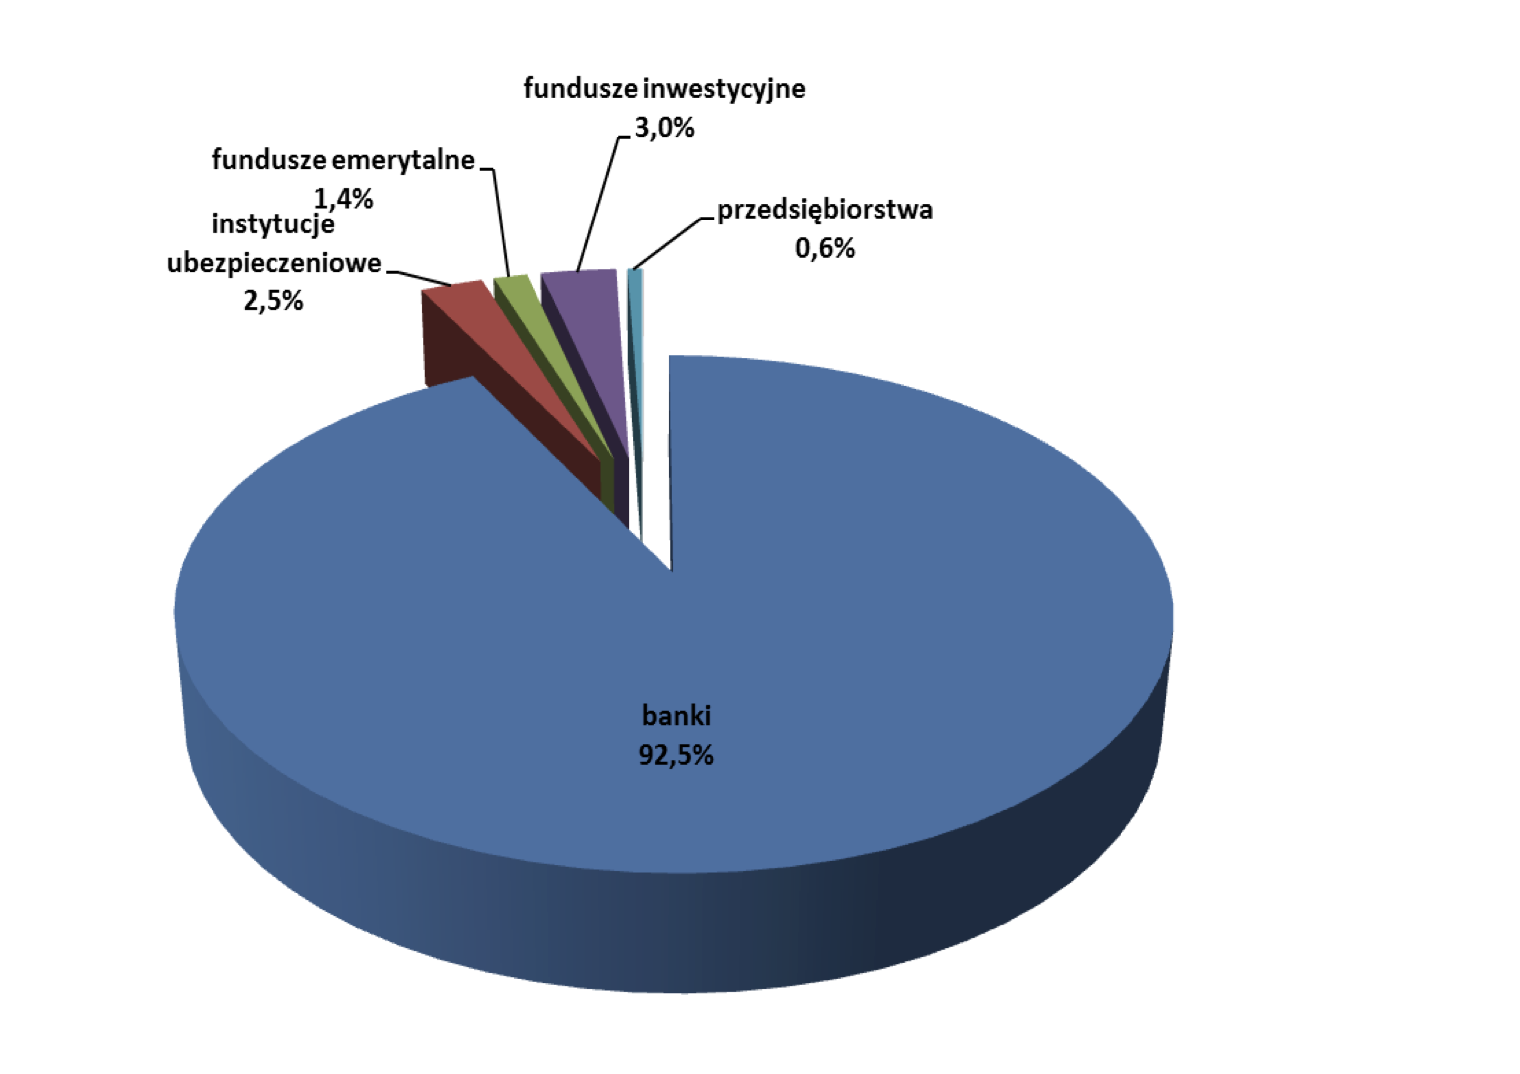 fundusze inwestycyjne
3,0%
fundusze emerytalne
1,4%
instytucje
ubezpieczeniowe
2,5%
przedsiębiorstwa
0,6%
banki
92,5%